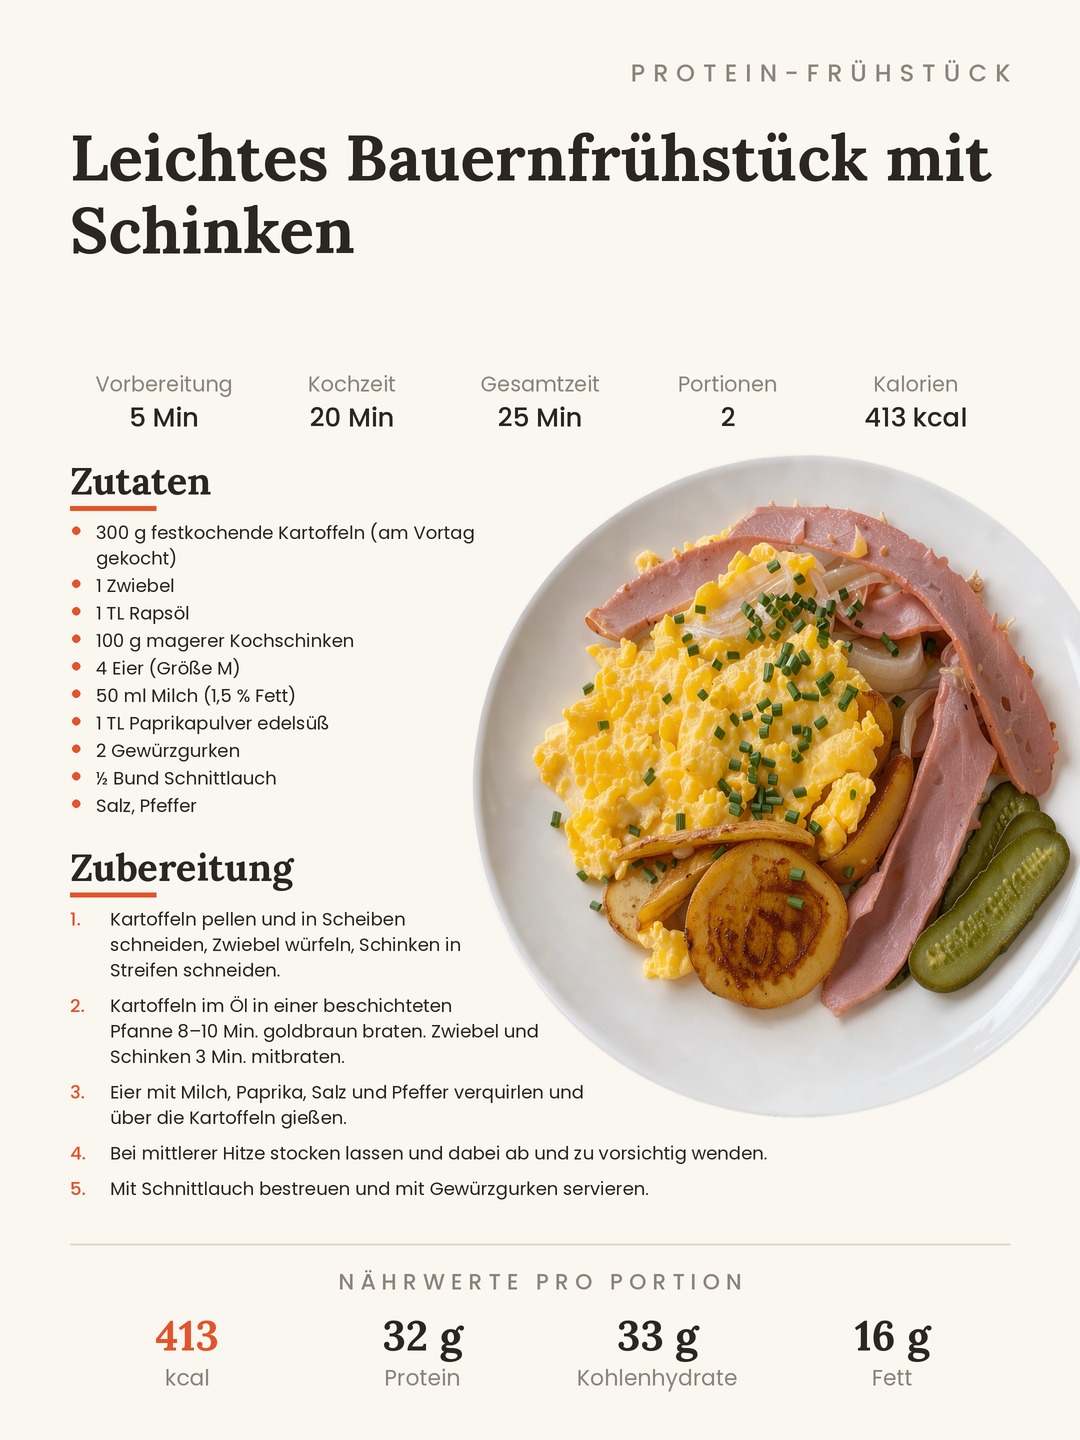 PROTEIN-FRÜHSTÜCK
Leichtes Bauernfrühstück mit
Schinken
Vorbereitung
5 Min
Kochzeit
20 Min
Gesamtzeit
25 Min
Portionen
2
Kalorien
413 kcal
Zutaten
• 300 g festkochende Kartoffeln (am Vortag
gekocht)
• 1 Zwiebel
• 1 TL Rapsöl
• 100 g magerer Kochschinken
• 4 Eier (Größe M)
• 50 ml Milch (1,5 % Fett)
• 1 TL Paprikapulver edelsüß
• 2 Gewürzgurken
• ½ Bund Schnittlauch
• Salz, Pfeffer
Zubereitung
1. Kartoffeln pellen und in Scheiben
schneiden, Zwiebel würfeln, Schinken in
Streifen schneiden.
2. Kartoffeln im Öl in einer beschichteten
Pfanne 8–10 Min. goldbraun braten. Zwiebel und
Schinken 3 Min. mitbraten.
3. Eier mit Milch, Paprika, Salz und Pfeffer verquirlen und
über die Kartoffeln gießen.
4. Bei mittlerer Hitze stocken lassen und dabei ab und zu vorsichtig wenden.
5. Mit Schnittlauch bestreuen und mit Gewürzgurken servieren.
NÄHRWERTE PRO PORTION
413
kcal
32 g
Protein
33 g
Kohlenhydrate
16 g
Fett